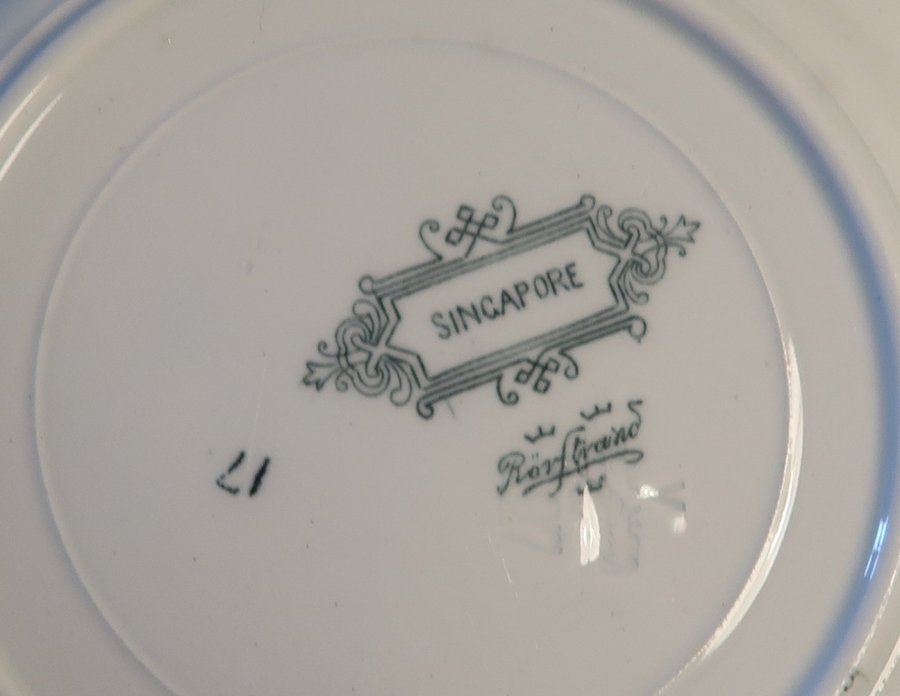 SINGAPORE
Rörstrand
17